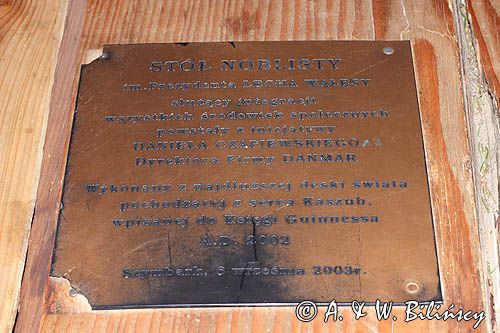 STÓŁ NOBLISTY
im. Prezydenta LECHA WAŁĘSY
służący integracji
wszystkich środowisk społecznych
powstały z inicjatywy
DANIELA CZAPIEWSKIEGO
Dyrektora Firmy DANMAR
Wykonany z najdłuższej deski świata
pochodzącej z serca Kaszub,
wpisanej do Księgi Guinnessa
A.D. 2002
Szymbark, 6 września 2003r.
© A. & W. Bilińscy